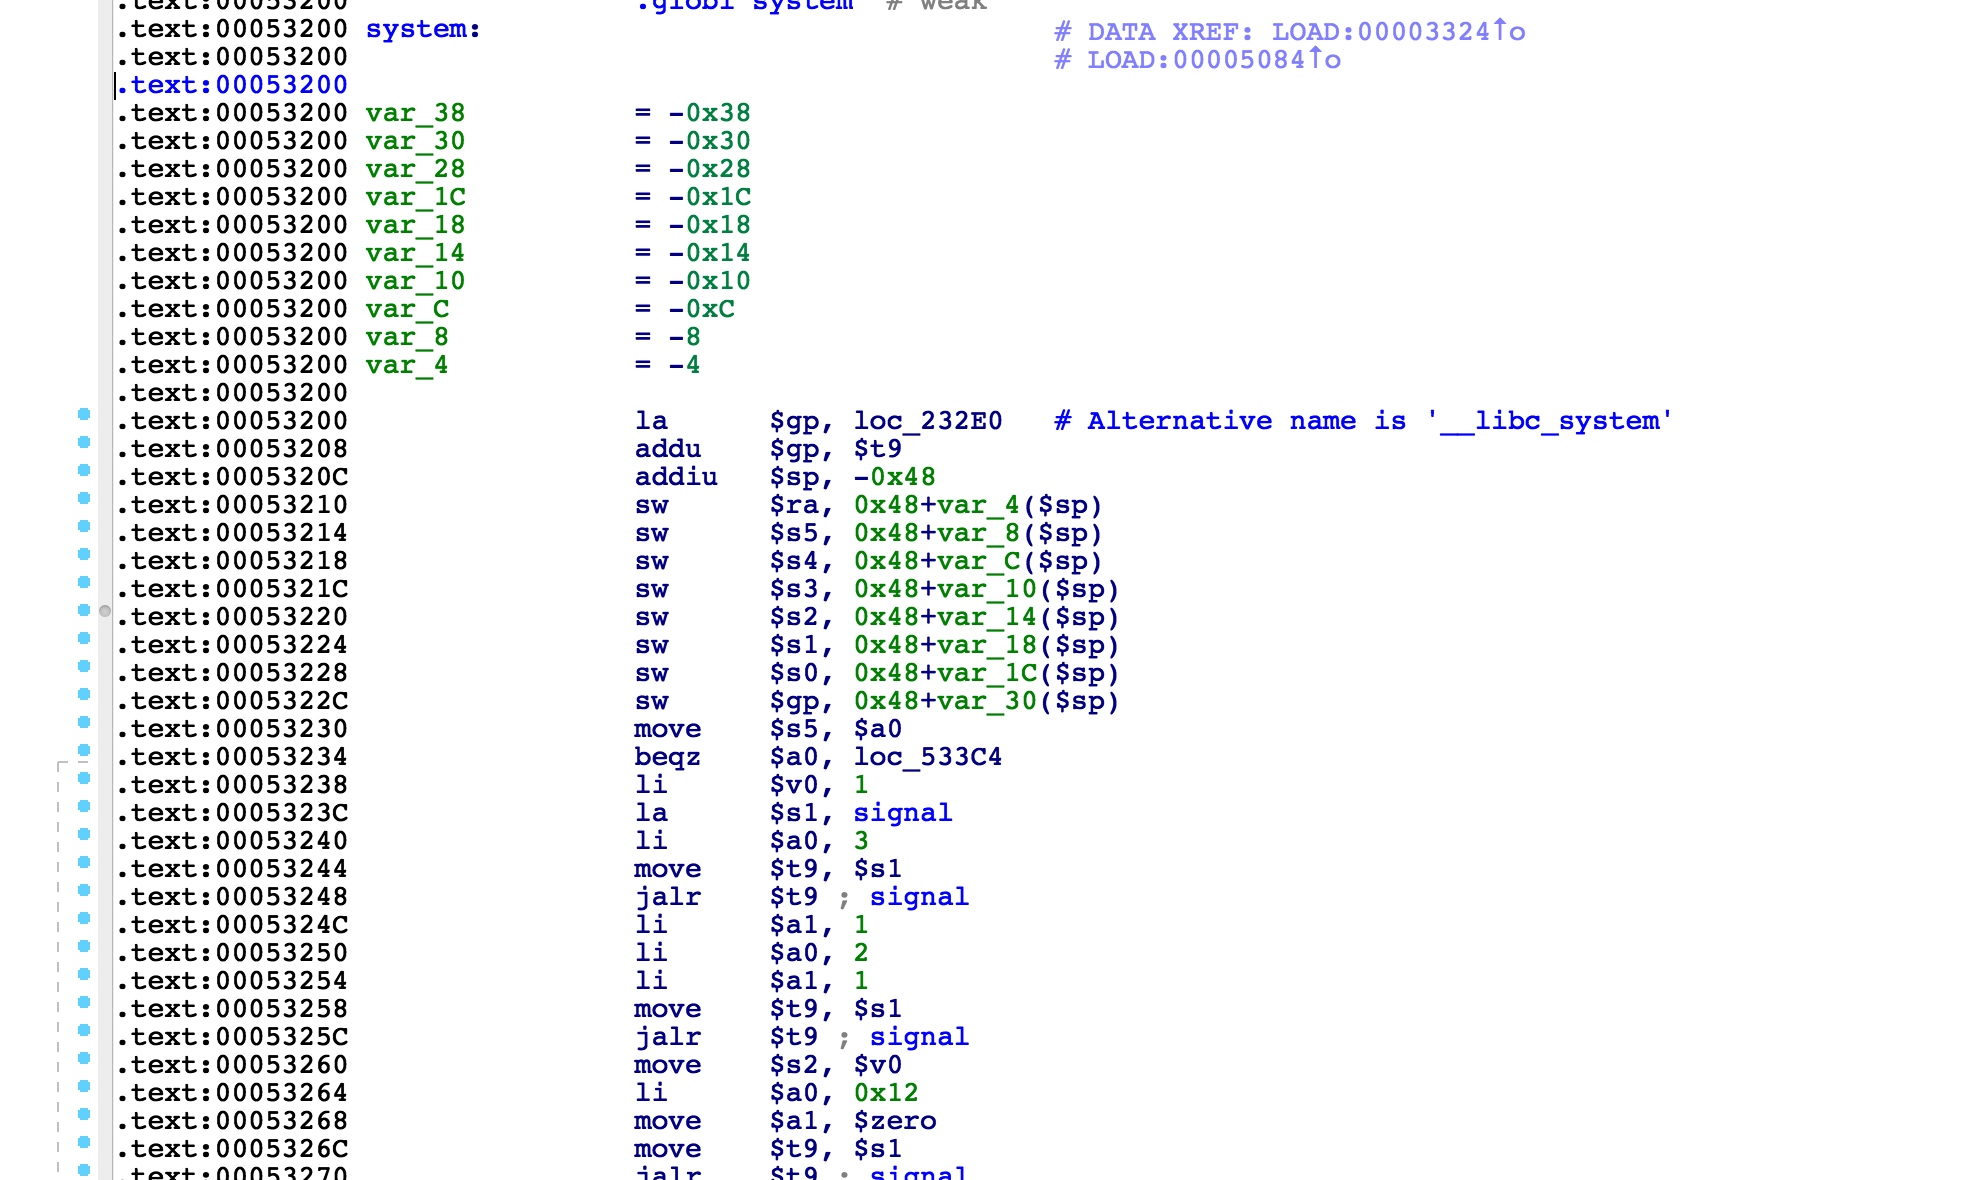 .text:00053200 .globl system # weak
.text:00053200 system: # DATA XREF: LOAD:00003324↑o
.text:00053200 # LOAD:00005084↑o
.text:00053200
.text:00053200 var_38 = -0x38
.text:00053200 var_30 = -0x30
.text:00053200 var_28 = -0x28
.text:00053200 var_1C = -0x1C
.text:00053200 var_18 = -0x18
.text:00053200 var_14 = -0x14
.text:00053200 var_10 = -0x10
.text:00053200 var_C = -0xC
.text:00053200 var_8 = -8
.text:00053200 var_4 = -4
.text:00053200
.text:00053200 la $gp, loc_232E0 # Alternative name is '__libc_system'
.text:00053208 addu $gp, $t9
.text:0005320C addiu $sp, -0x48
.text:00053210 sw $ra, 0x48+var_4($sp)
.text:00053214 sw $s5, 0x48+var_8($sp)
.text:00053218 sw $s4, 0x48+var_C($sp)
.text:0005321C sw $s3, 0x48+var_10($sp)
.text:00053220 sw $s2, 0x48+var_14($sp)
.text:00053224 sw $s1, 0x48+var_18($sp)
.text:00053228 sw $s0, 0x48+var_1C($sp)
.text:0005322C sw $gp, 0x48+var_30($sp)
.text:00053230 move $s5, $a0
.text:00053234 beqz $a0, loc_533C4
.text:00053238 li $v0, 1
.text:0005323C la $s1, signal
.text:00053240 li $a0, 3
.text:00053244 move $t9, $s1
.text:00053248 jalr $t9 ; signal
.text:0005324C li $a1, 1
.text:00053250 li $a0, 2
.text:00053254 li $a1, 1
.text:00053258 move $t9, $s1
.text:0005325C jalr $t9 ; signal
.text:00053260 move $s2, $v0
.text:00053264 li $a0, 0x12
.text:00053268 move $a1, $zero
.text:0005326C move $t9, $s1
.text:00053270 jalr $t9 ; signal